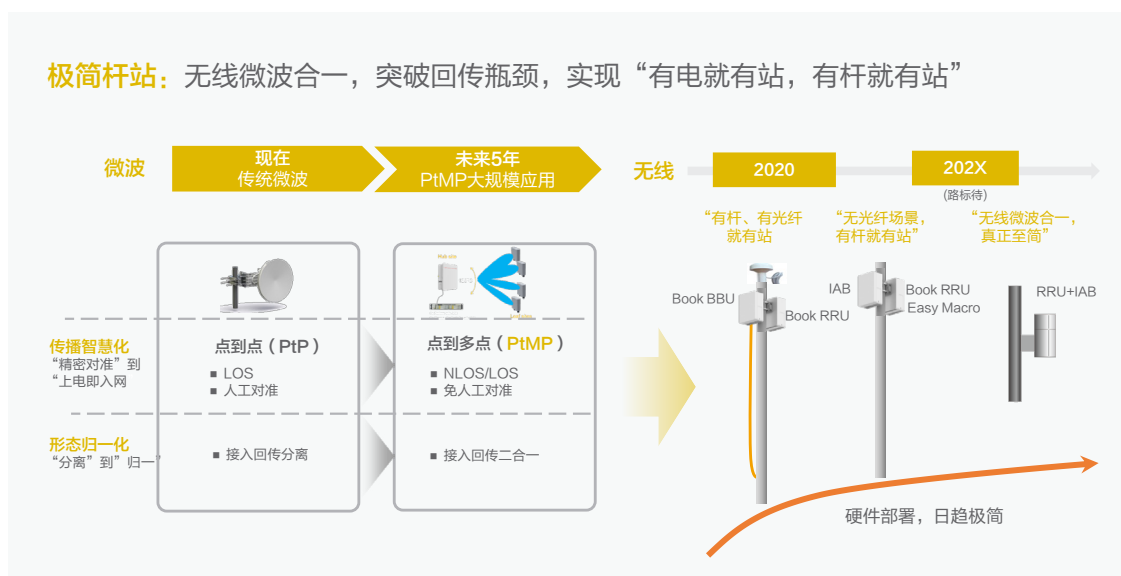 极简杆站：无线微波合一，突破回传瓶颈，实现“有电就有站，有杆就有站”
微波
现在
传统微波
未来5年
PtMP大规模应用
无线
2020
202X
(路标待)
“有杆、有光纤
就有站
“无光纤场景，
有杆就有站”
“无线微波合一，
真正至简”
Book BBU
Book RRU
IAB
Book RRU
Easy Macro
RRU+IAB
传播智慧化
“精密对准”到
“上电即入网
点到点（PtP）
■ LOS
■ 人工对准
点到多点（PtMP）
■ NLOS/LOS
■ 免人工对准
形态归一化
“分离”到”归一”
■ 接入回传分离
■ 接入回传二合一
硬件部署，日趋极简